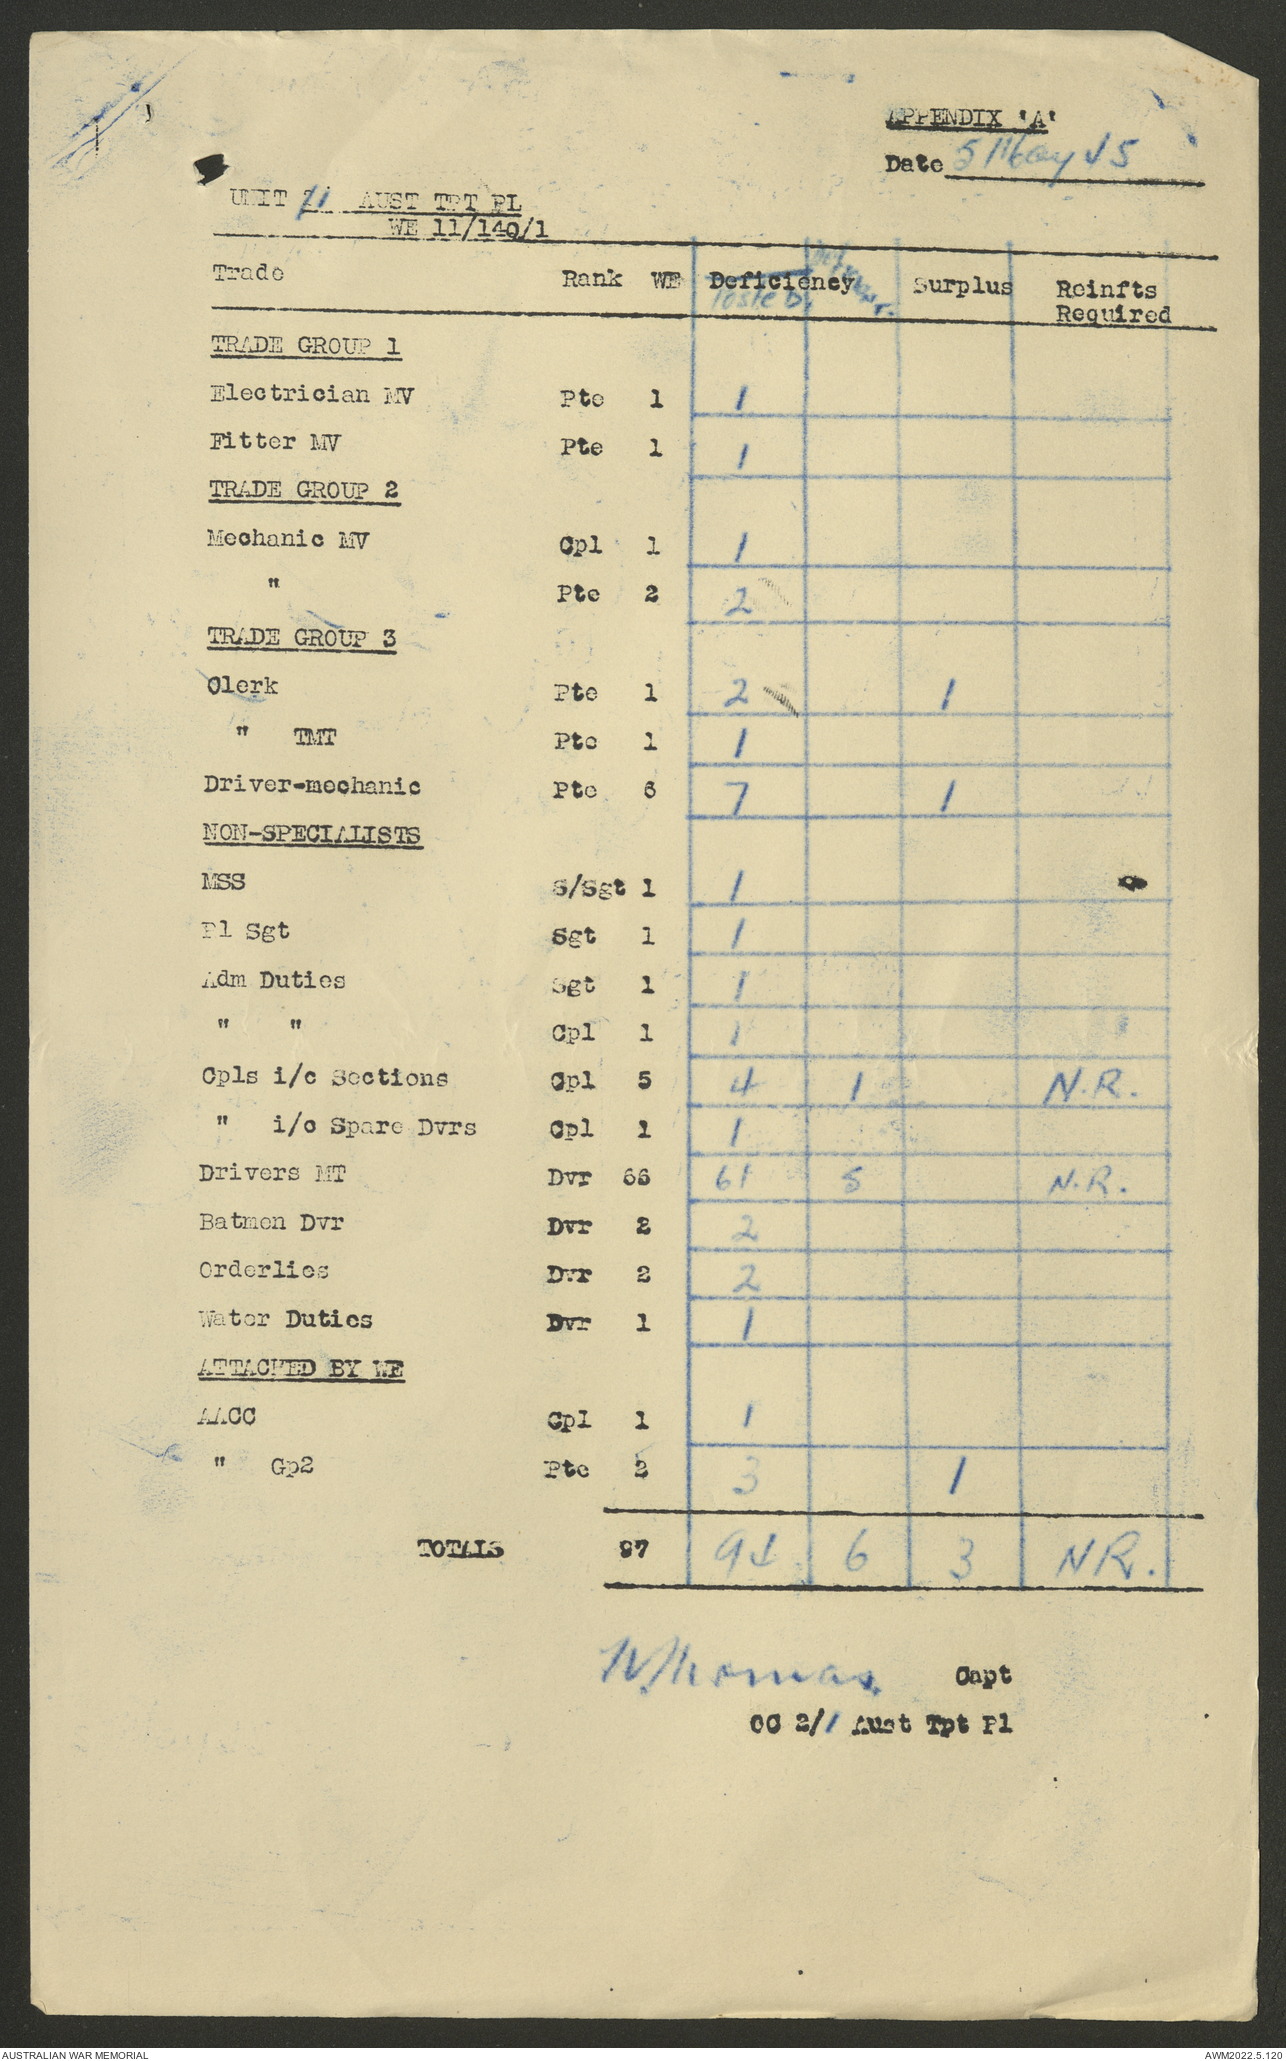 APPENDIX 'A'
Date 5 May 45
UNIT 2/1 AUST TPT PL
WE 11/140/1
Trade Rank WE Deficiency Surplus Reinfts
Required
Posted
TRADE GROUP 1
Electrician MV Pte 1 1
Fitter MV Pte 1 1
TRADE GROUP 2
Mechanic MV Cpl 1 1
" Pte 2 2
TRADE GROUP 3
Clerk Pte 1 2 1
" TMT Pte 1 1
Driver-mechanic Pte 6 7 1
NON-SPECIALISTS
MSS S/Sgt 1 1
Pl Sgt Sgt 1 1
Adm Duties Sgt 1 1
" " Cpl 1 1
Cpls i/c Sections Cpl 5 4 1 N.R.
" i/c Spare Dvrs Cpl 1 1
Drivers MT Dvr 66 61 5 N.R.
Batmen Dvr Dvr 2 2
Orderlies Dvr 2 2
Water Duties Dvr 1 1
ATTACHED BY WE
AACC Cpl 1 1
" Gp2 Pte 2 3 1
TOTALS 97 94 6 3 NR.
W Thomas. Capt
OC 2/1 Aust Tpt Pl
AUSTRALIAN WAR MEMORIAL AWM2022.5.120